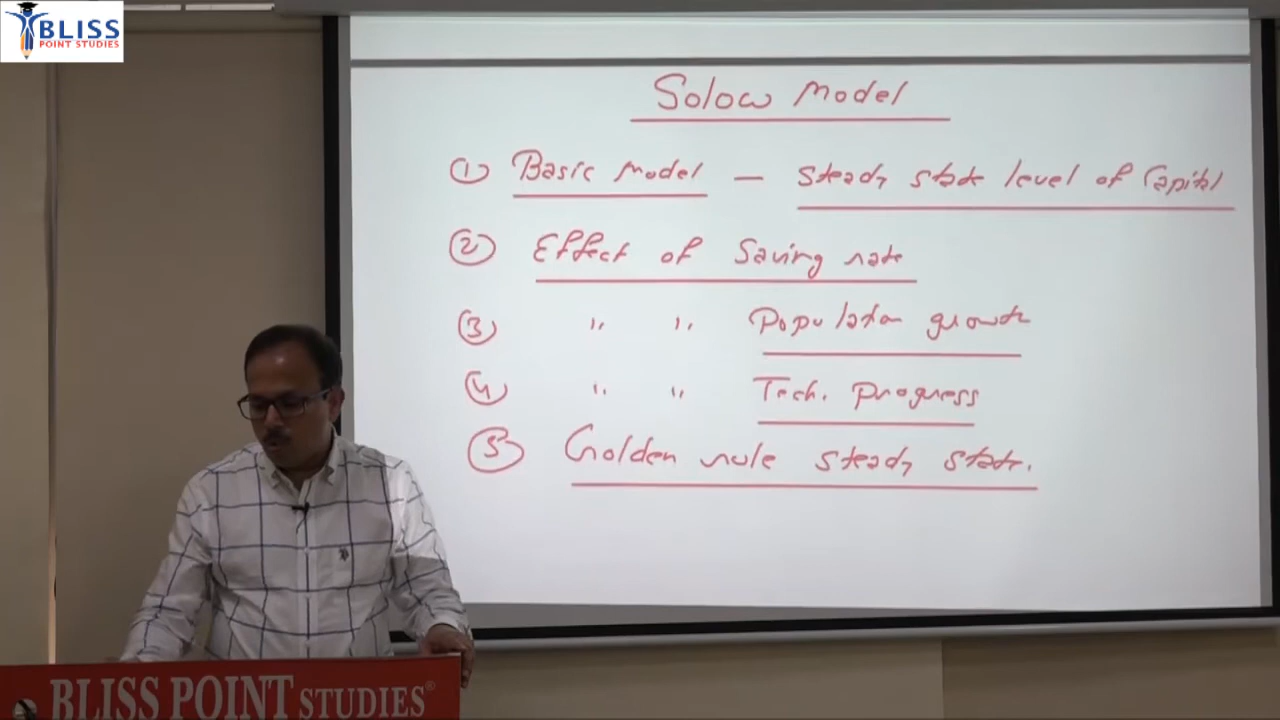 BLISS
POINT STUDIES
Solow Model
① Basic Model — Steady state level of Capital
② Effect of Saving rate
③ " " Population growth
④ " " Tech. Progress
⑤ Golden rule steady state.
BLISS POINT STUDIES®